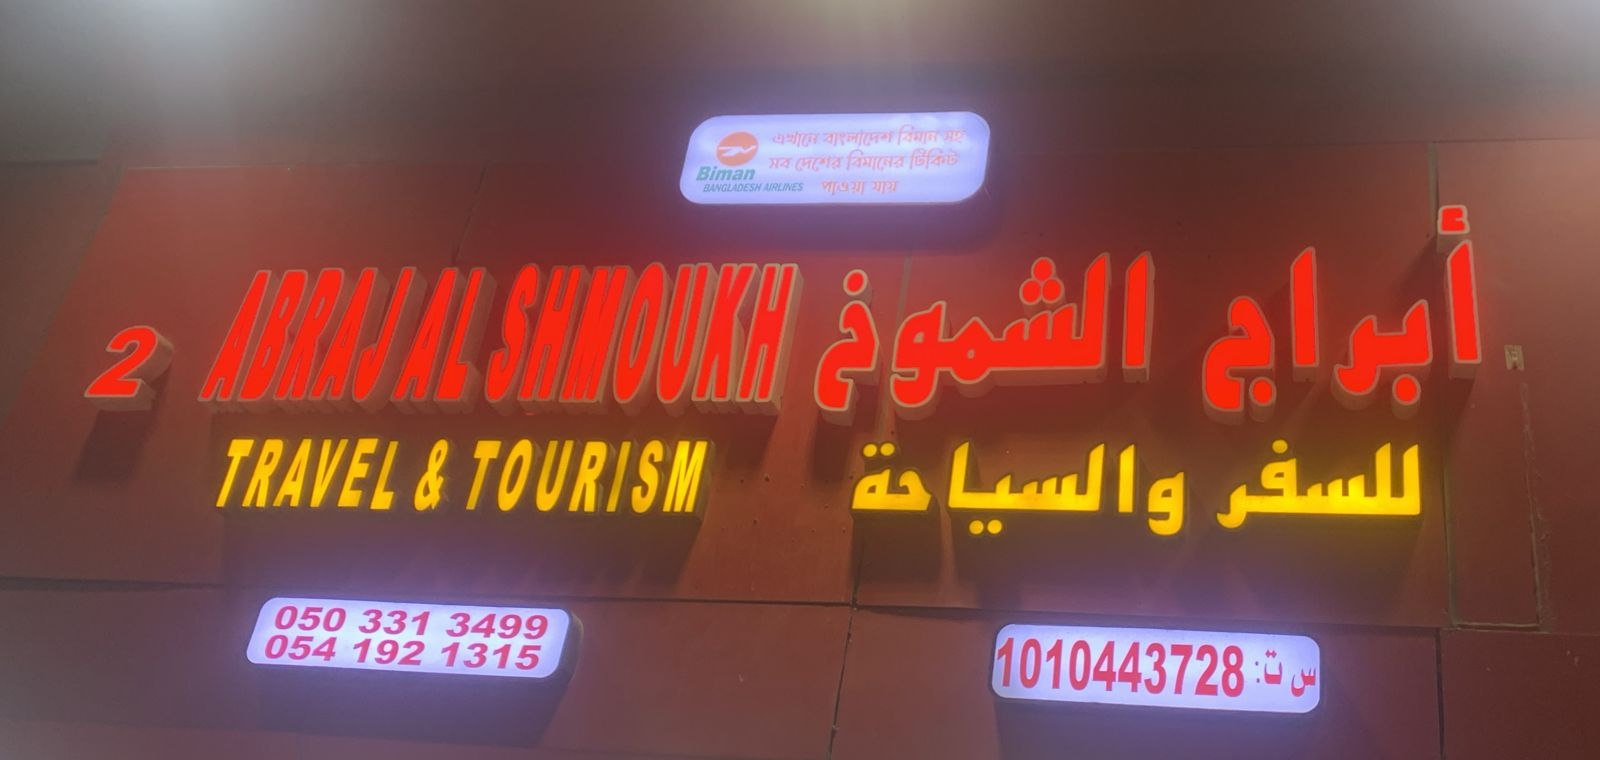 এখানে বাংলাদেশ বিমান সহ
সব দেশের বিমানের টিকিট
পাওয়া যায়
Biman
BANGLADESH AIRLINES
2 ABRAJ AL SHMOUKH أبراج الشموخ
TRAVEL & TOURISM للسفر والسياحة
050 331 3499
054 192 1315
س ت: 1010443728